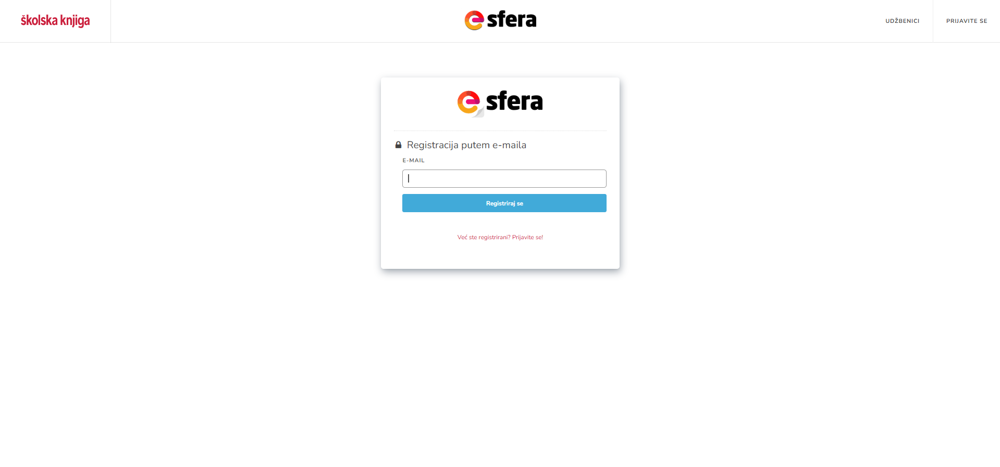 školska knjiga
e sfera
UDŽBENICI
PRIJAVITE SE
e sfera
Registracija putem e-maila
E-MAIL
Registriraj se
Već ste registrirani? Prijavite se!